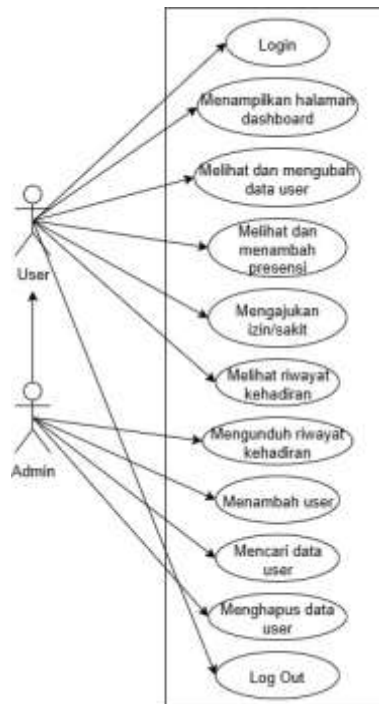 Login
Menampilkan halaman
dashboard
Melihat dan mengubah
data user
Melihat dan
menambah
presensi
User
Mengajukan
izin/sakit
Melihat riwayat
kehadiran
Mengunduh riwayat
kehadiran
Admin
Menambah user
Mencari data
user
Menghapus data
user
Log Out